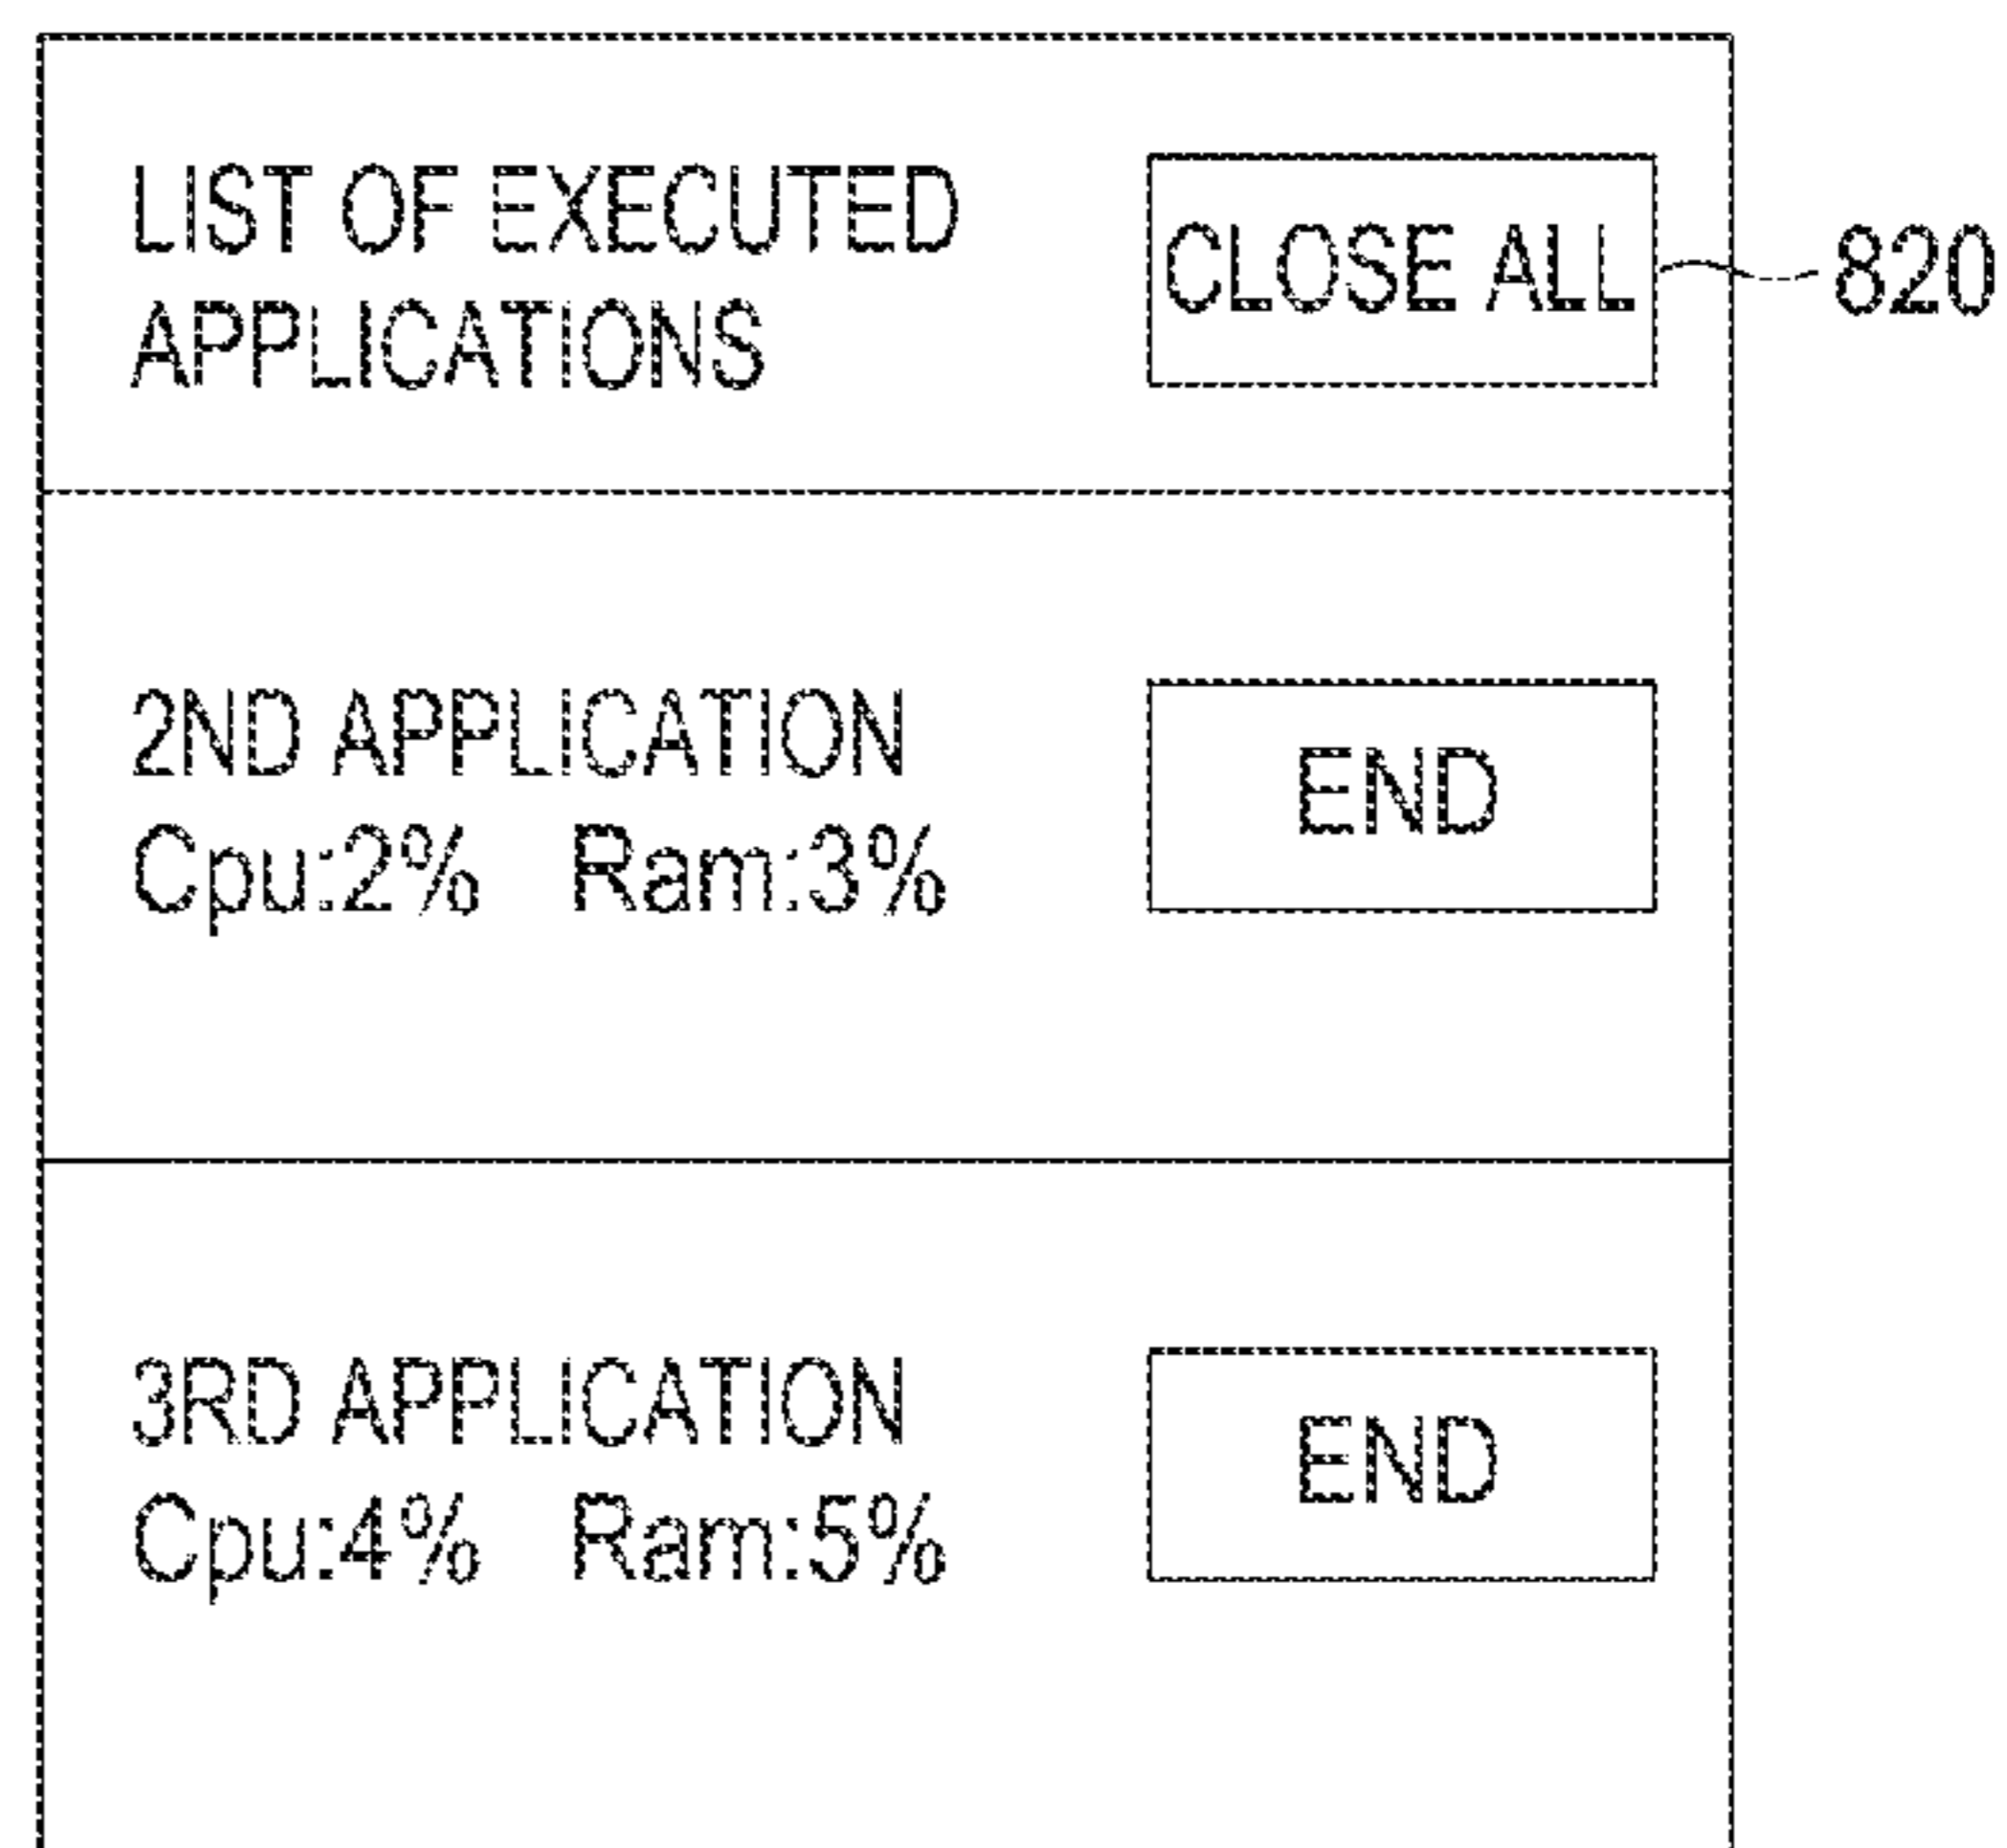 LIST OF EXECUTED
APPLICATIONS
CLOSE ALL
820
2ND APPLICATION
Cpu:2% Ram:3%
END
3RD APPLICATION
Cpu:4% Ram:5%
END